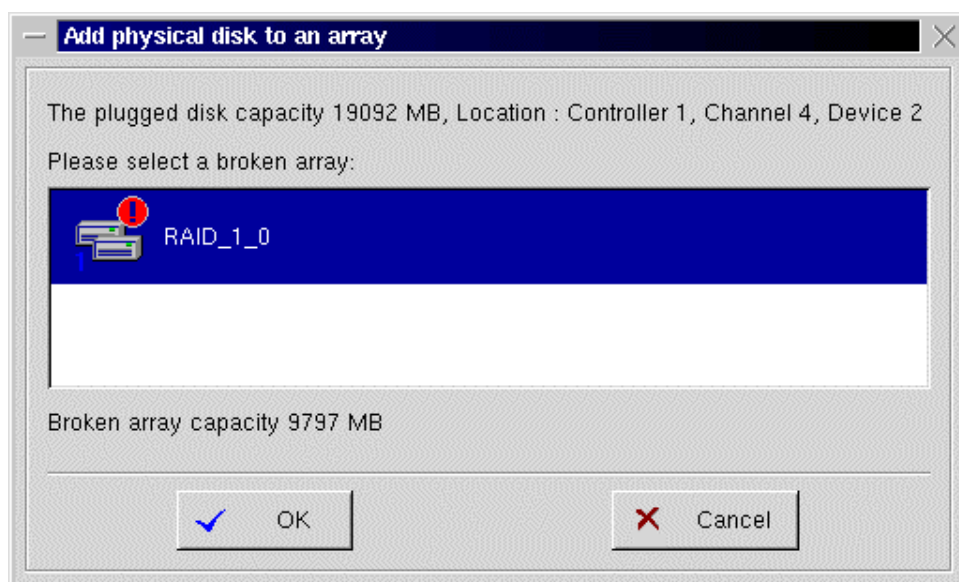 Add physical disk to an array
The plugged disk capacity 19092 MB, Location : Controller 1, Channel 4, Device 2
Please select a broken array:
RAID_1_0
1
Broken array capacity 9797 MB
OK
Cancel